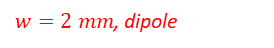 w = 2 mm, dipole